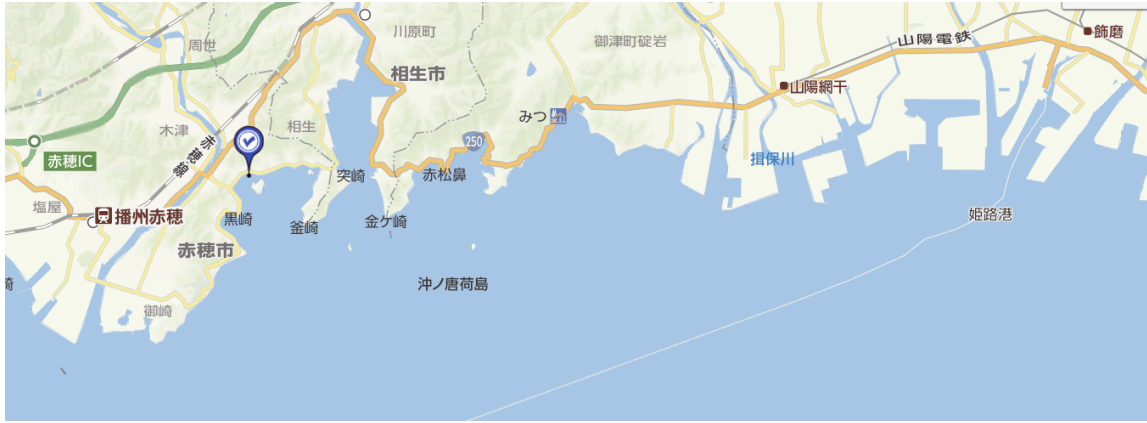 川原町
周世
相生市
御津町碇岩
山陽電鉄
飾磨
山陽網干
みつ
木津
相生
250
赤穂線
赤穂IC
揖保川
突崎
赤松鼻
塩屋
播州赤穂
黒崎
釜崎
金ケ崎
姫路港
赤穂市
沖ノ唐荷島
崎
御崎